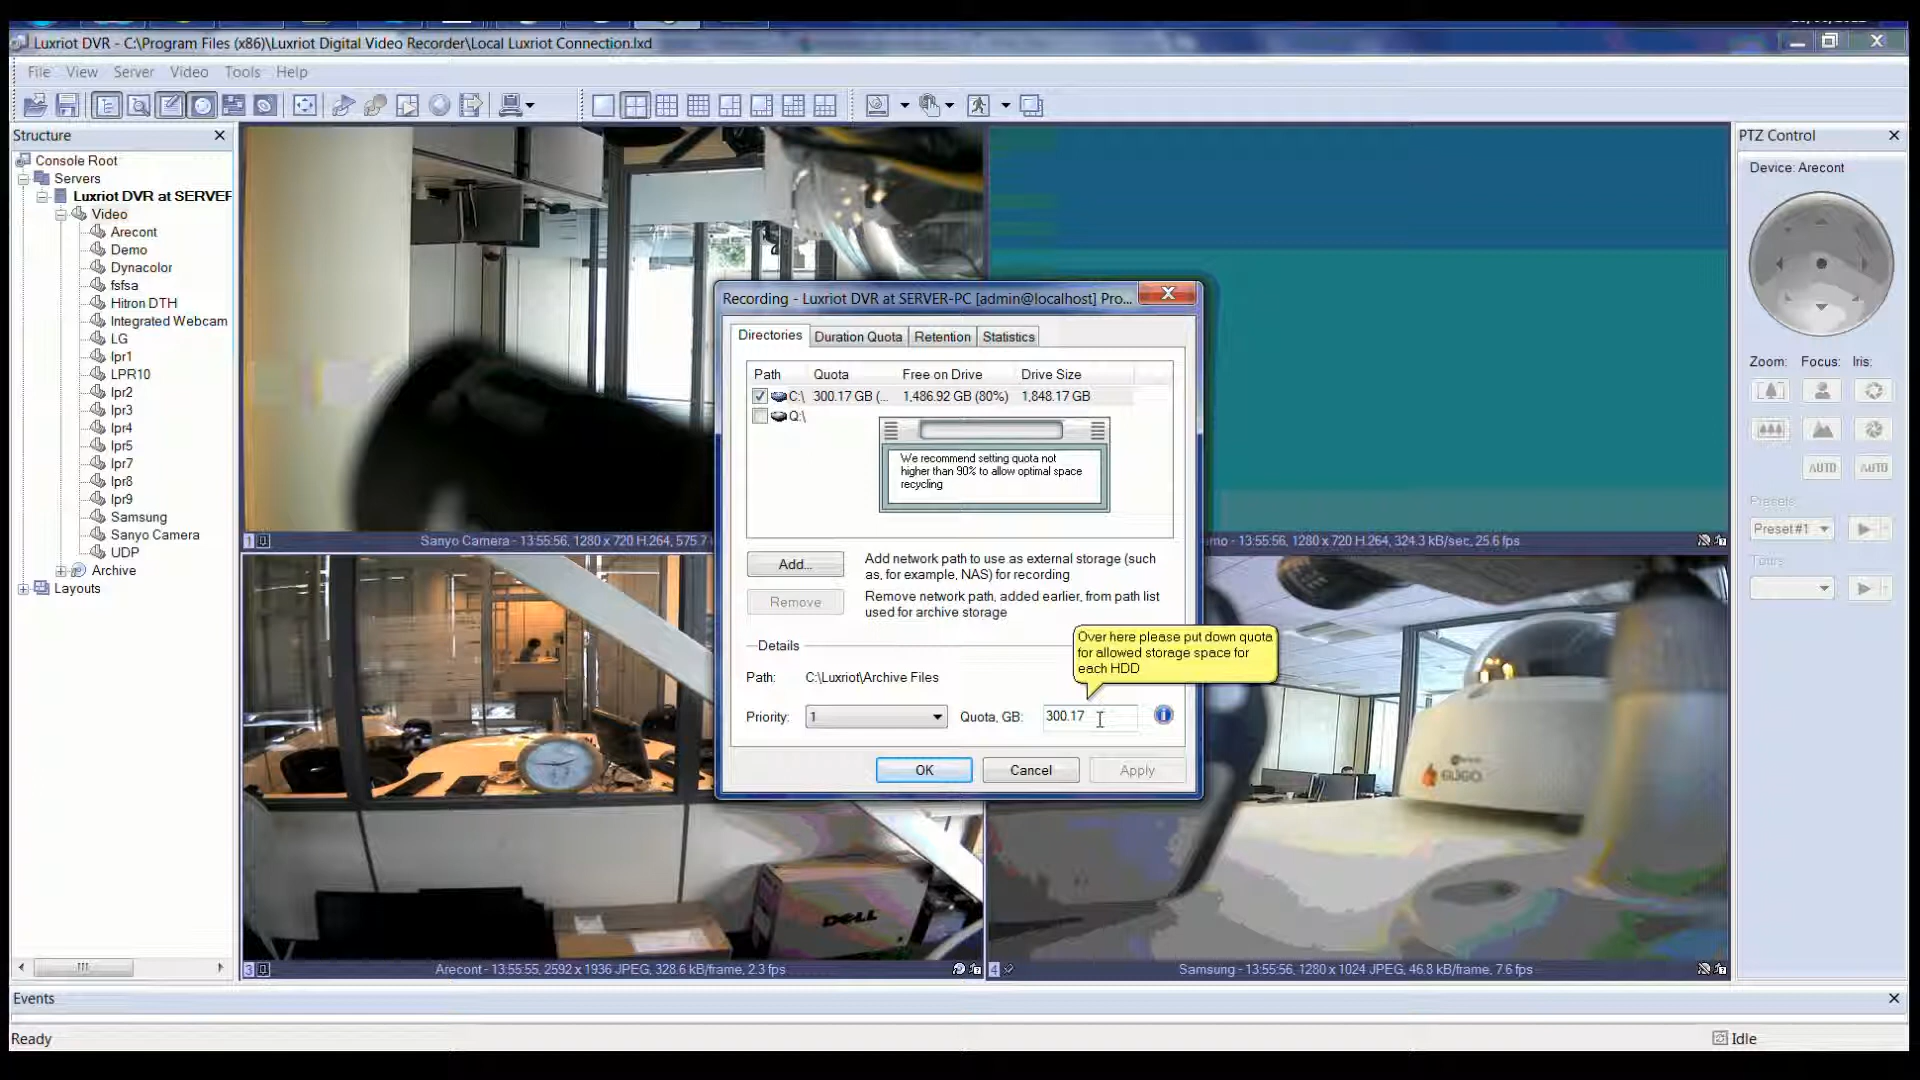 Luxriot DVR - C:\Program Files (x86)\Luxriot Digital Video Recorder\Local Luxriot Connection.lxd
File View Server Video Tools Help
Structure
Console Root
Servers
Luxriot DVR at SERVER
Video
Arecont
Demo
Dynacolor
fsfsa
Hitron DTH
Integrated Webcam
LG
lpr1
LPR10
lpr2
lpr3
lpr4
lpr5
lpr7
lpr8
lpr9
Samsung
Sanyo Camera
UDP
Archive
Layouts
Recording - Luxriot DVR at SERVER-PC [admin@localhost] Pro...
Directories Duration Quota Retention Statistics
Path Quota Free on Drive Drive Size
C:\ 300.17 GB (... 1,486.92 GB (80%) 1,848.17 GB
Q:\
We recommend setting quota not
higher than 90% to allow optimal space
recycling
Add...
Add network path to use as external storage (such
as, for example, NAS) for recording
Remove
Remove network path, added earlier, from path list
used for archive storage
Over here please put down quota
for allowed storage space for
each HDD
Details
Path: C:\Luxriot\Archive Files
Priority: 1 Quota, GB: 300.17
OK Cancel Apply
1 Sanyo Camera - 13:55:56, 1280 x 720 H.264, 575.7
mo - 13:55:56, 1280 x 720 H.264, 324.3 kB/sec, 25.6 fps
DELL
GUGO
3 Arecont - 13:55:55, 2592 x 1936 JPEG, 328.6 kB/frame, 2.3 fps
4 Samsung - 13:55:56, 1280 x 1024 JPEG, 46.8 kB/frame, 7.6 fps
PTZ Control
Device: Arecont
Zoom: Focus: Iris:
AUTO AUTO
Presets
Preset #1
Tours
Events
Ready
Idle